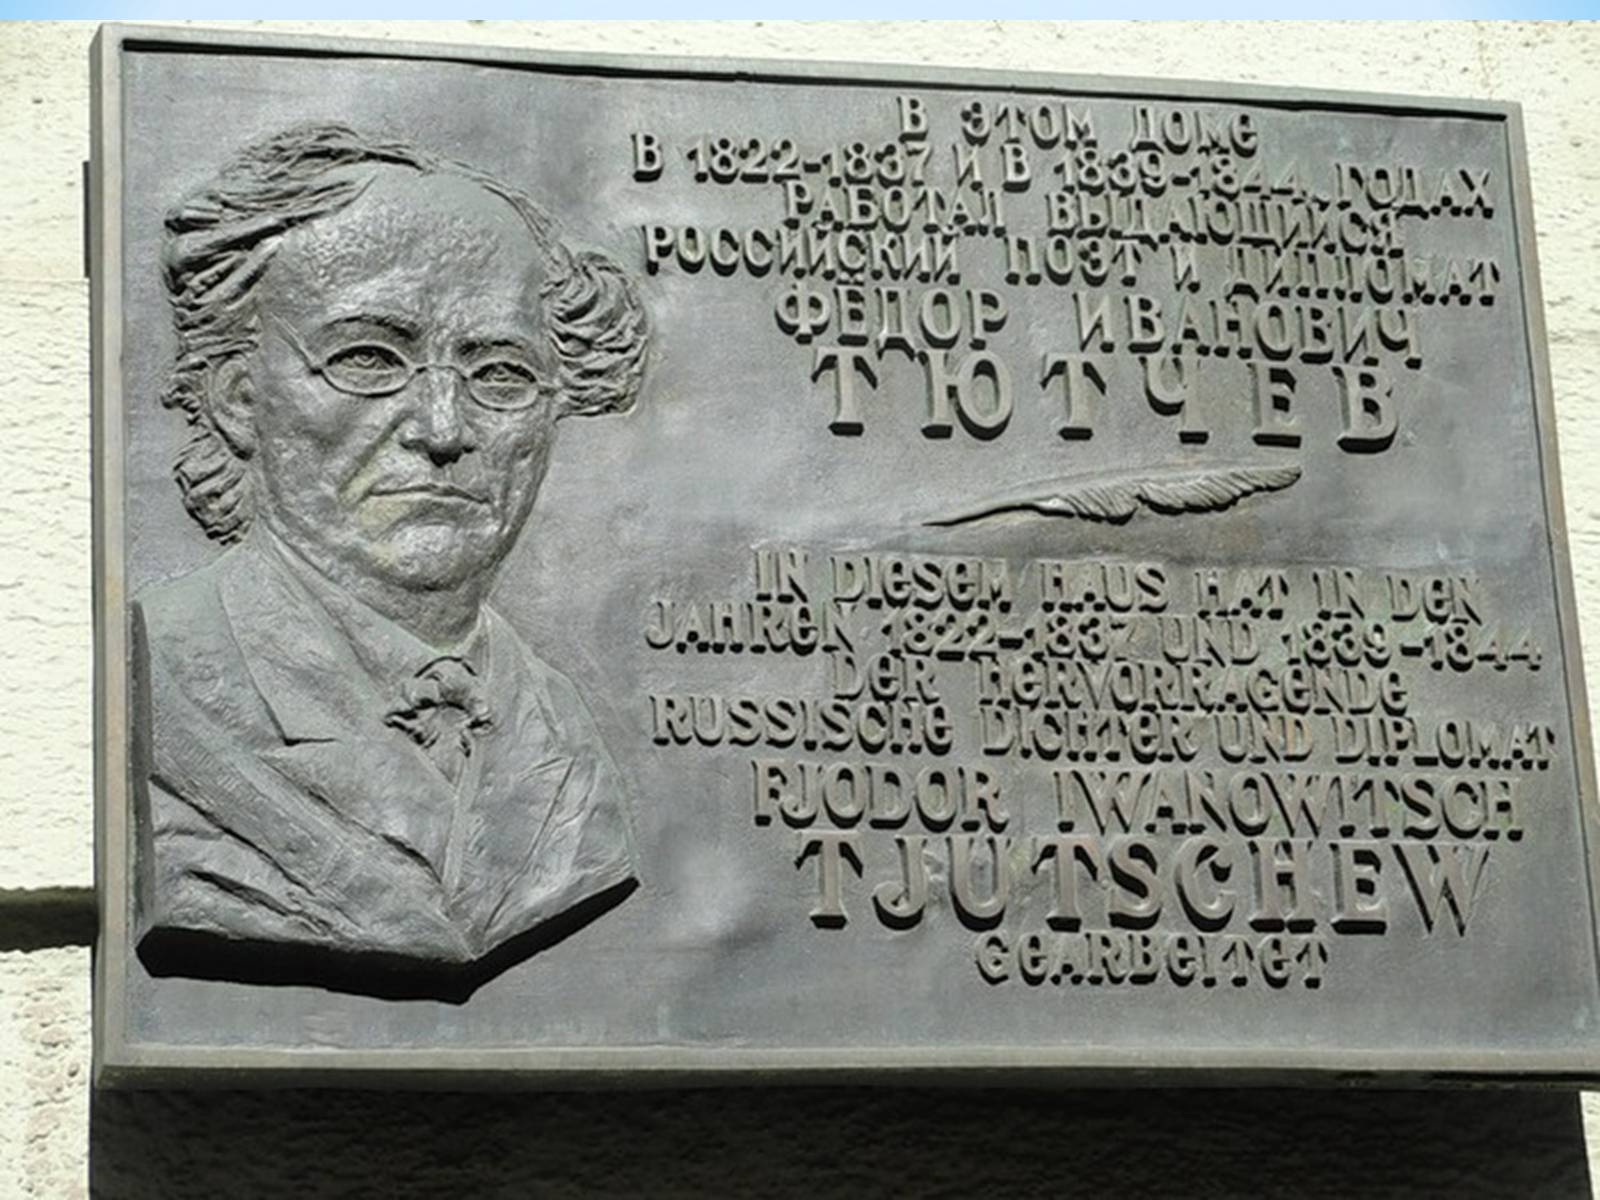 В ЭТОМ ДОМе
В 1822-1837 И В 1839-1844 ГОДАХ
РАБОТАЛ ВЫДАЮЩИЙСЯ
РОССИЙСКИЙ ПОЭТ И ДИПЛОМАТ
ФЁДОР ИВАНОВИЧ
ТЮТЧЕВ
IN DIeSeM HAUS HAT IN DeN
JAHReN 1822-1837 UND 1839-1844
DeR HeRVORRAGeNDe
RUSSISCHe DICHTeR UND DIPLOMAT
FJODOR IWANOWITSCH
TJUTSCHEW
GeARBeITeT